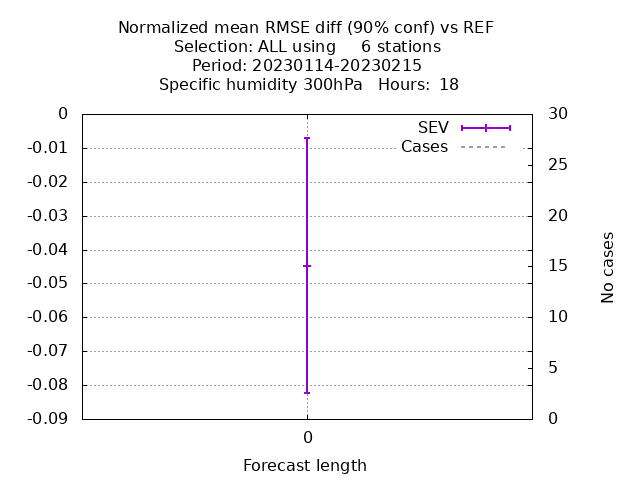 Normalized mean RMSE diff (90% conf) vs REF
Selection: ALL using     6 stations
Period: 20230114-20230215
Specific humidity 300hPa   Hours:  18
SEV
Cases
0
-0.01
-0.02
-0.03
-0.04
-0.05
-0.06
-0.07
-0.08
-0.09
30
25
20
15
10
5
0
No cases
0
Forecast length